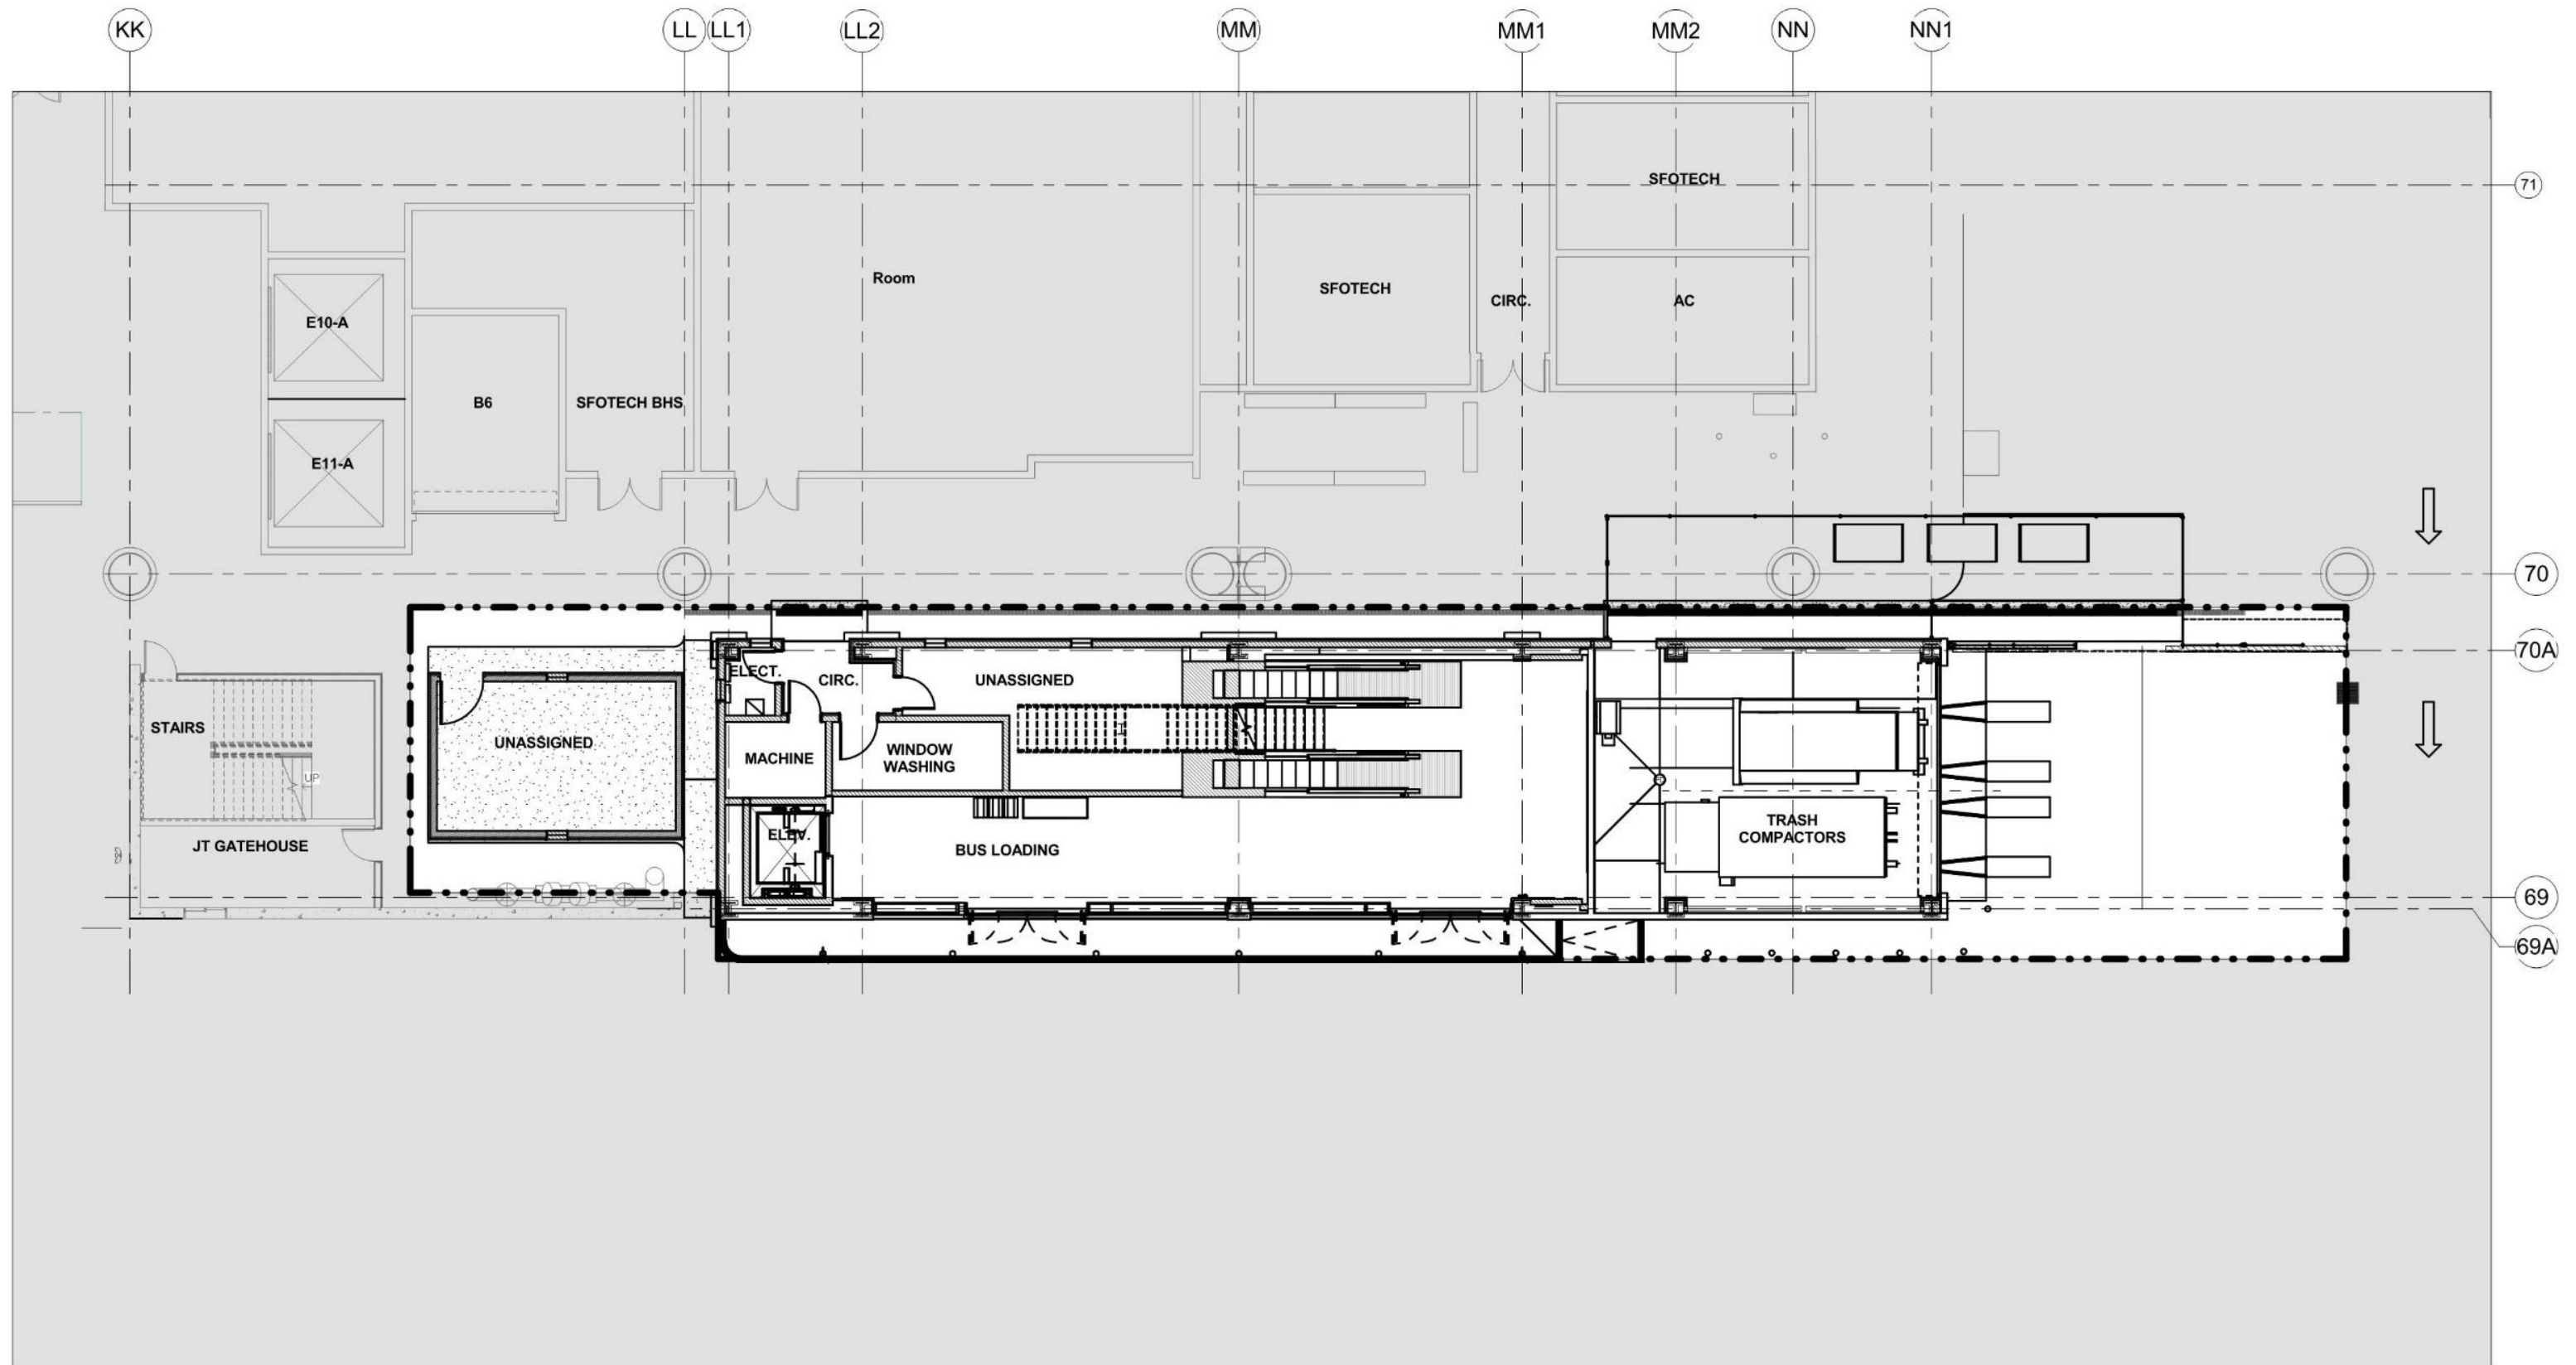 KK
LL
LL1
LL2
MM
MM1
MM2
NN
NN1
SFOTECH
71
Room
SFOTECH
CIRC.
AC
E10-A
B6
SFOTECH BHS
E11-A
70
70A
ELECT.
CIRC.
UNASSIGNED
STAIRS
UNASSIGNED
MACHINE
WINDOW
WASHING
UP
TRASH
COMPACTORS
ELEV.
JT GATEHOUSE
BUS LOADING
69
69A